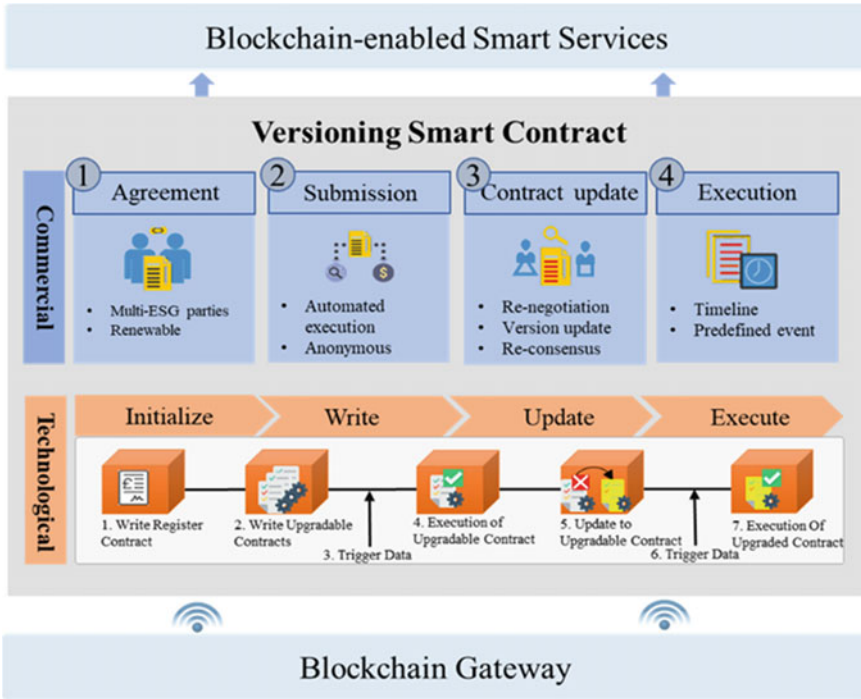 Blockchain-enabled Smart Services
Versioning Smart Contract
Commercial
1
Agreement
• Multi-ESG parties
• Renewable
2
Submission
$
• Automated
execution
• Anonymous
3
Contract update
• Re-negotiation
• Version update
• Re-consensus
4
Execution
• Timeline
• Predefined event
Technological
Initialize
Write
Update
Execute
£
1. Write Register
Contract
2. Write Upgradable
Contracts
3. Trigger Data
4. Execution of
Upgradable Contract
5. Update to
Upgradable Contract
6. Trigger Data
7. Execution Of
Upgraded Contract
Blockchain Gateway